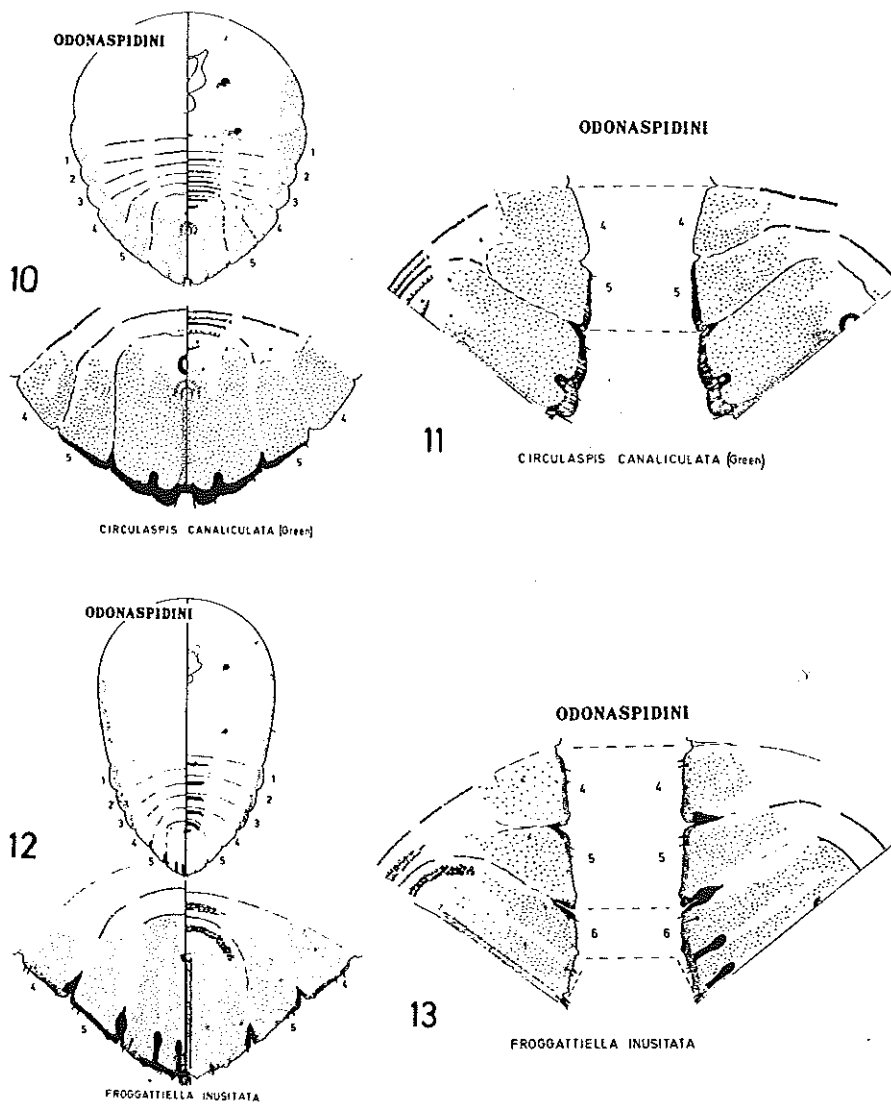 ODONASPIDINI
1 1
2 2
3 3
4 4
5 5
10
4 4
5 5
CIRCULASPIS CANALICULATA (Green)
ODONASPIDINI
4 4
5 5
11
CIRCULASPIS CANALICULATA (Green)
ODONASPIDINI
1 1
2 2
3 3
4 4
5 5
12
4 4
5 5
FROGGATTIELLA INUSITATA
ODONASPIDINI
4 4
5 5
6 6
13
FROGGATTIELLA INUSITATA